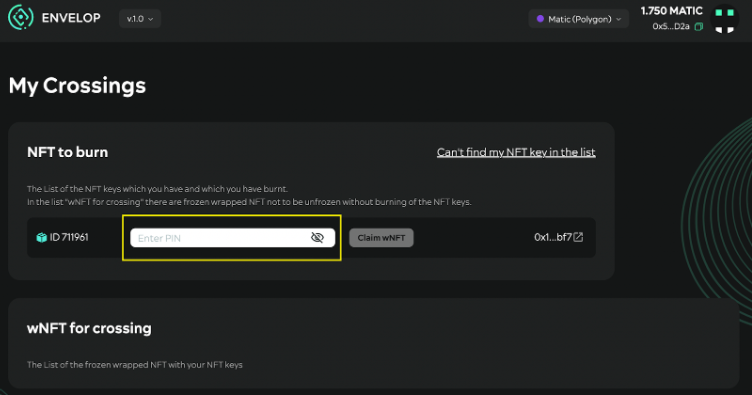 ENVELOP
v.1.0
Matic (Polygon)
1.750 MATIC
0x5...D2a
My Crossings
NFT to burn
Can't find my NFT key in the list
The List of the NFT keys which you have and which you have burnt.
In the list "wNFT for crossing" there are frozen wrapped NFT not to be unfrozen without burning of the NFT keys.
ID 711961
Enter PIN
Claim wNFT
0x1...bf7
wNFT for crossing
The List of the frozen wrapped NFT with your NFT keys